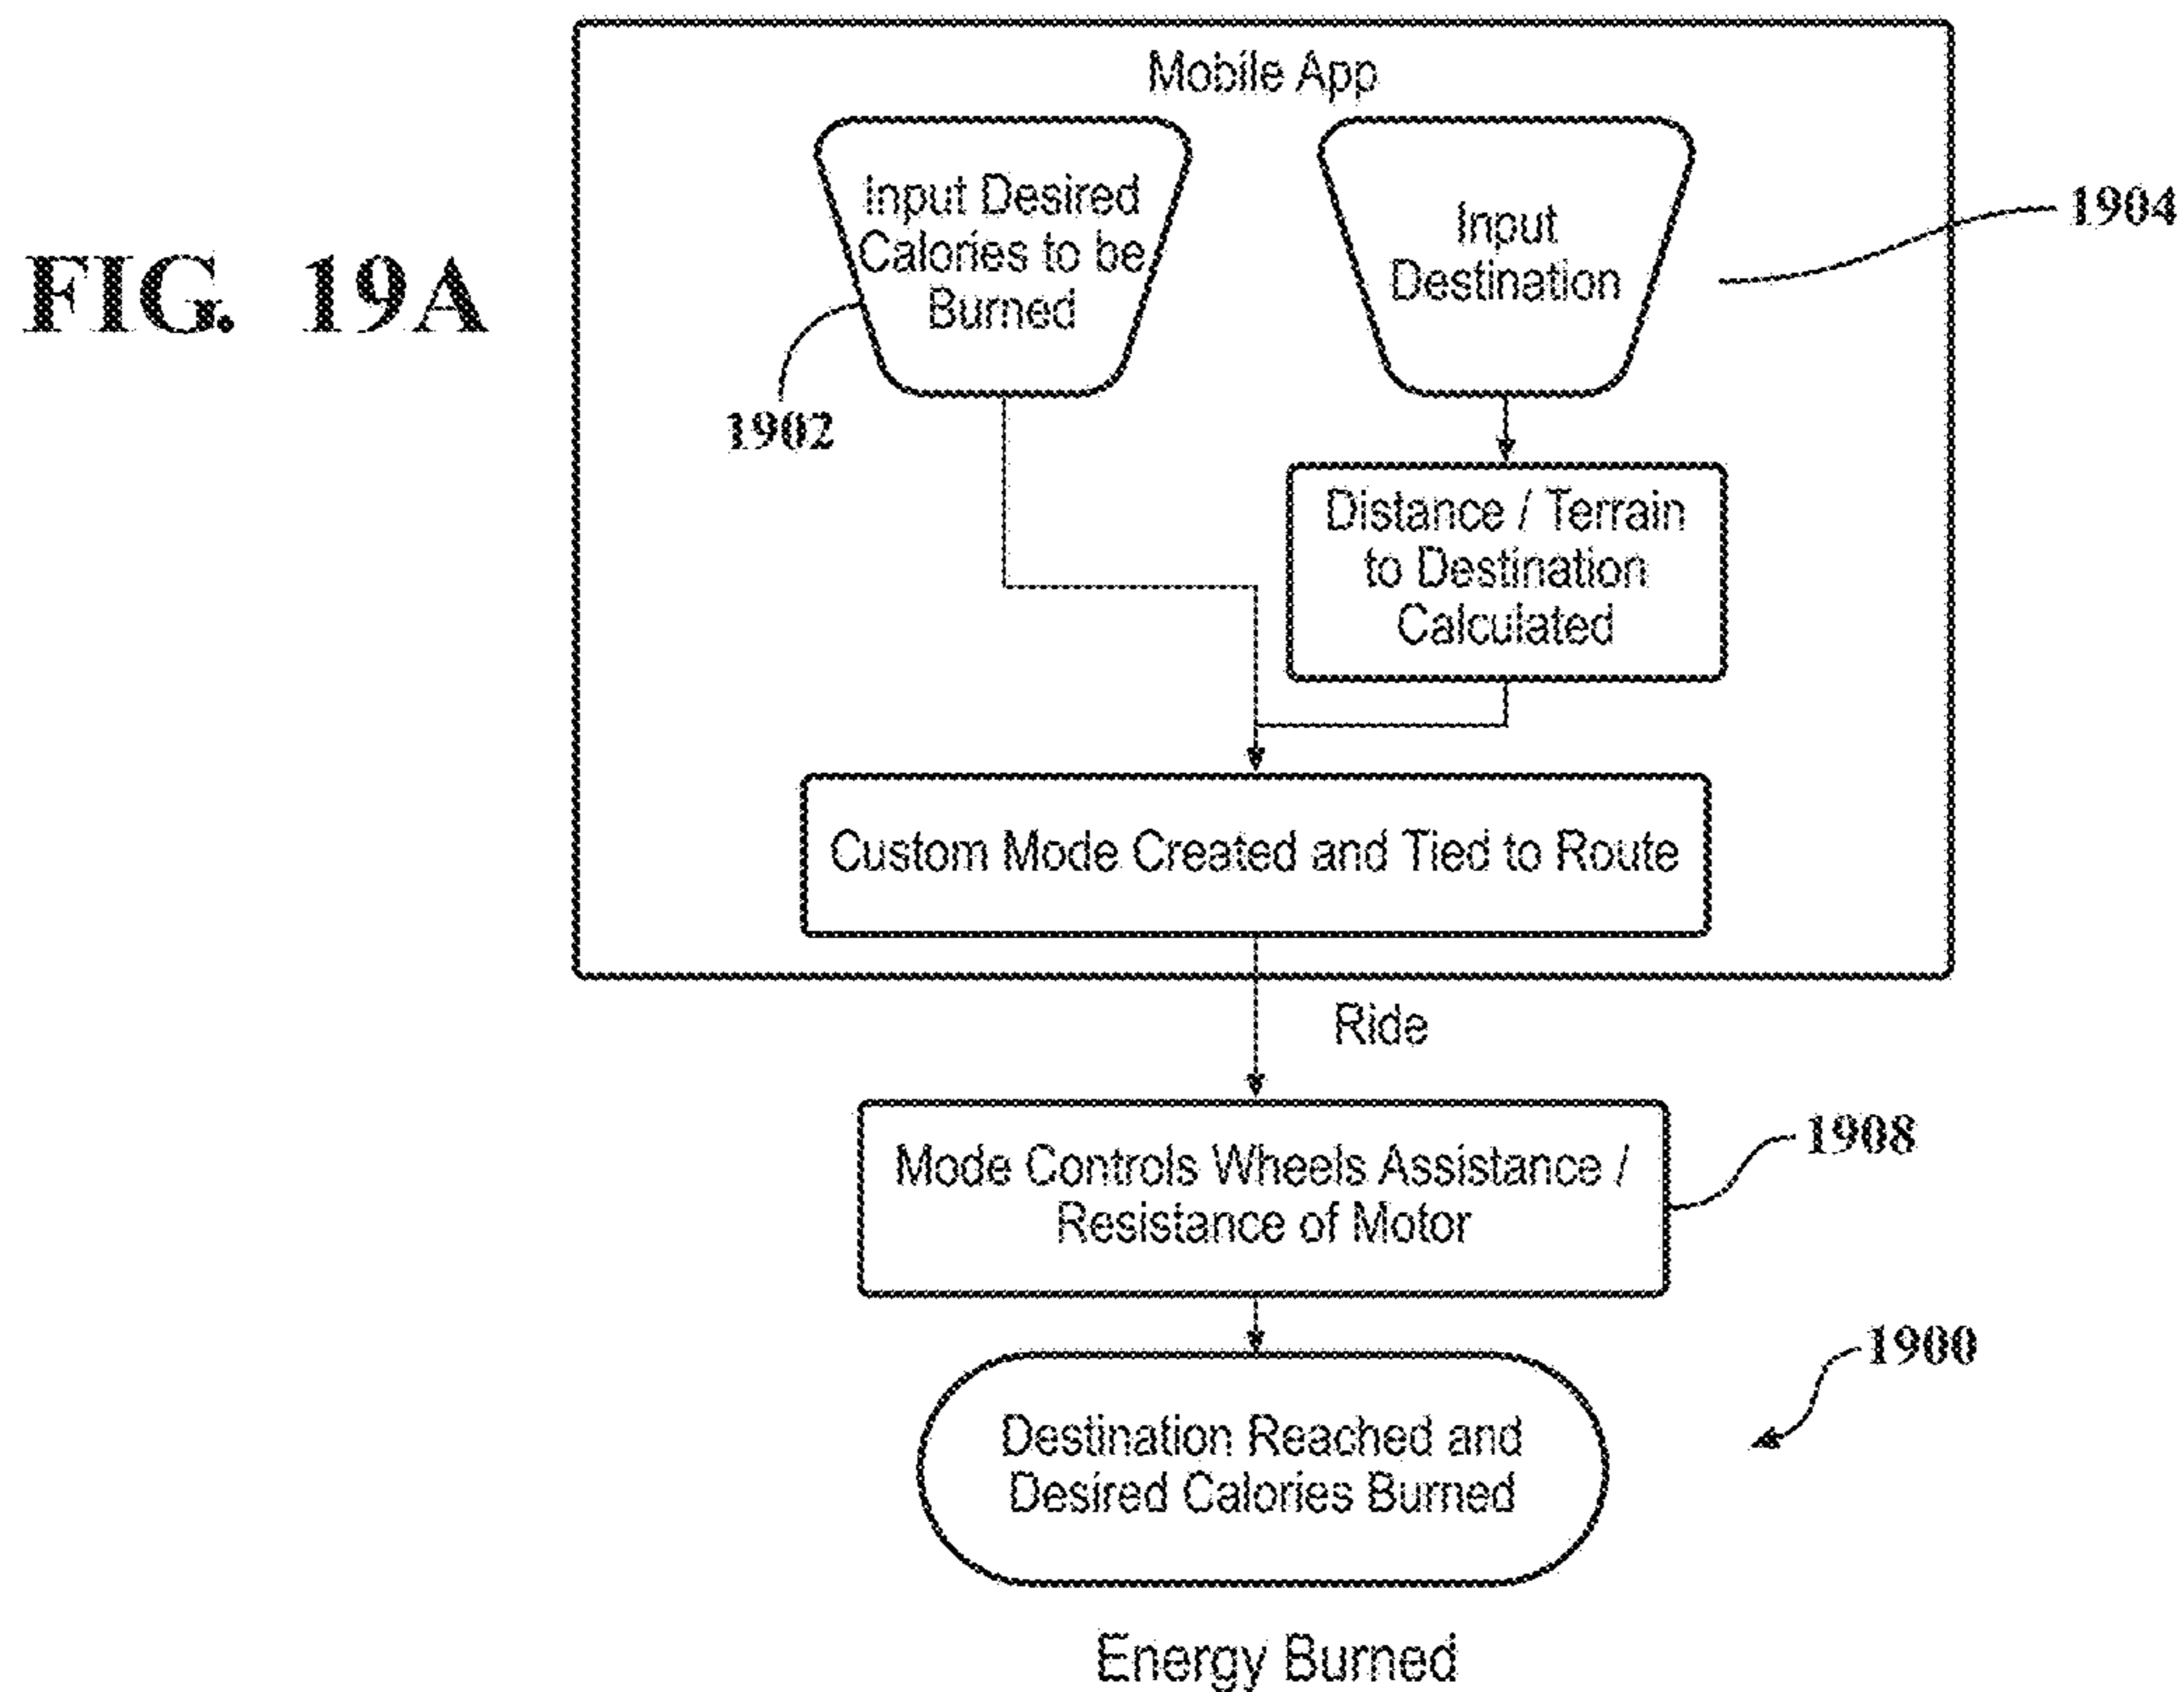 Mobile App
FIG. 19A
Input Desired
Calories to be
Burned
Input
Destination
1904
1902
Distance / Terrain
to Destination
Calculated
Custom Mode Created and Tied to Route
Ride
Mode Controls Wheels Assistance /
Resistance of Motor
1908
1900
Destination Reached and
Desired Calories Burned
Energy Burned